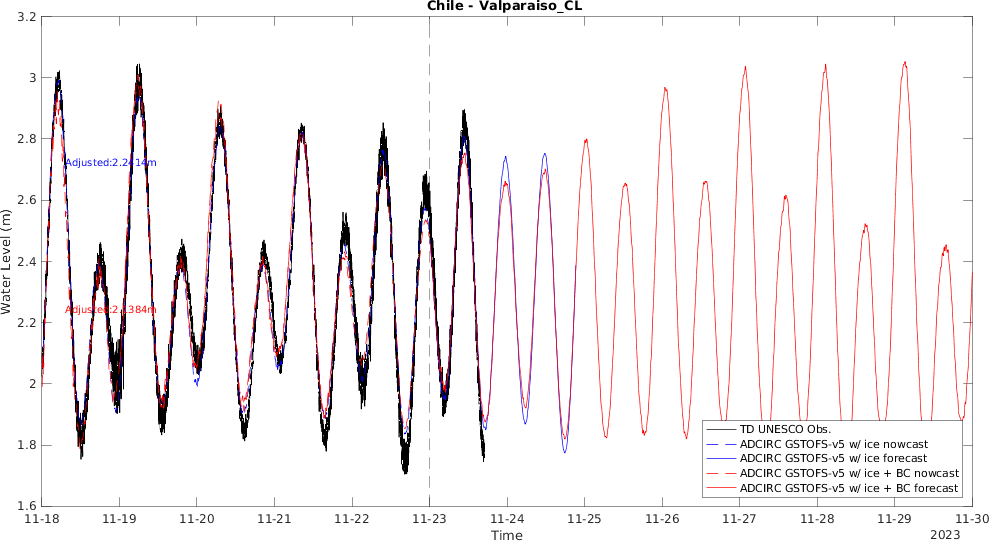 Chile - Valparaiso_CL
Water Level (m)
3.2
3
2.8
2.6
2.4
2.2
2
1.8
1.6
Adjusted:2.2414m
Adjusted:2.1384m
TD UNESCO Obs.
ADCIRC GSTOFS-v5 w/ ice nowcast
ADCIRC GSTOFS-v5 w/ ice forecast
ADCIRC GSTOFS-v5 w/ ice + BC nowcast
ADCIRC GSTOFS-v5 w/ ice + BC forecast
11-18 11-19 11-20 11-21 11-22 11-23 11-24 11-25 11-26 11-27 11-28 11-29 11-30
Time
2023